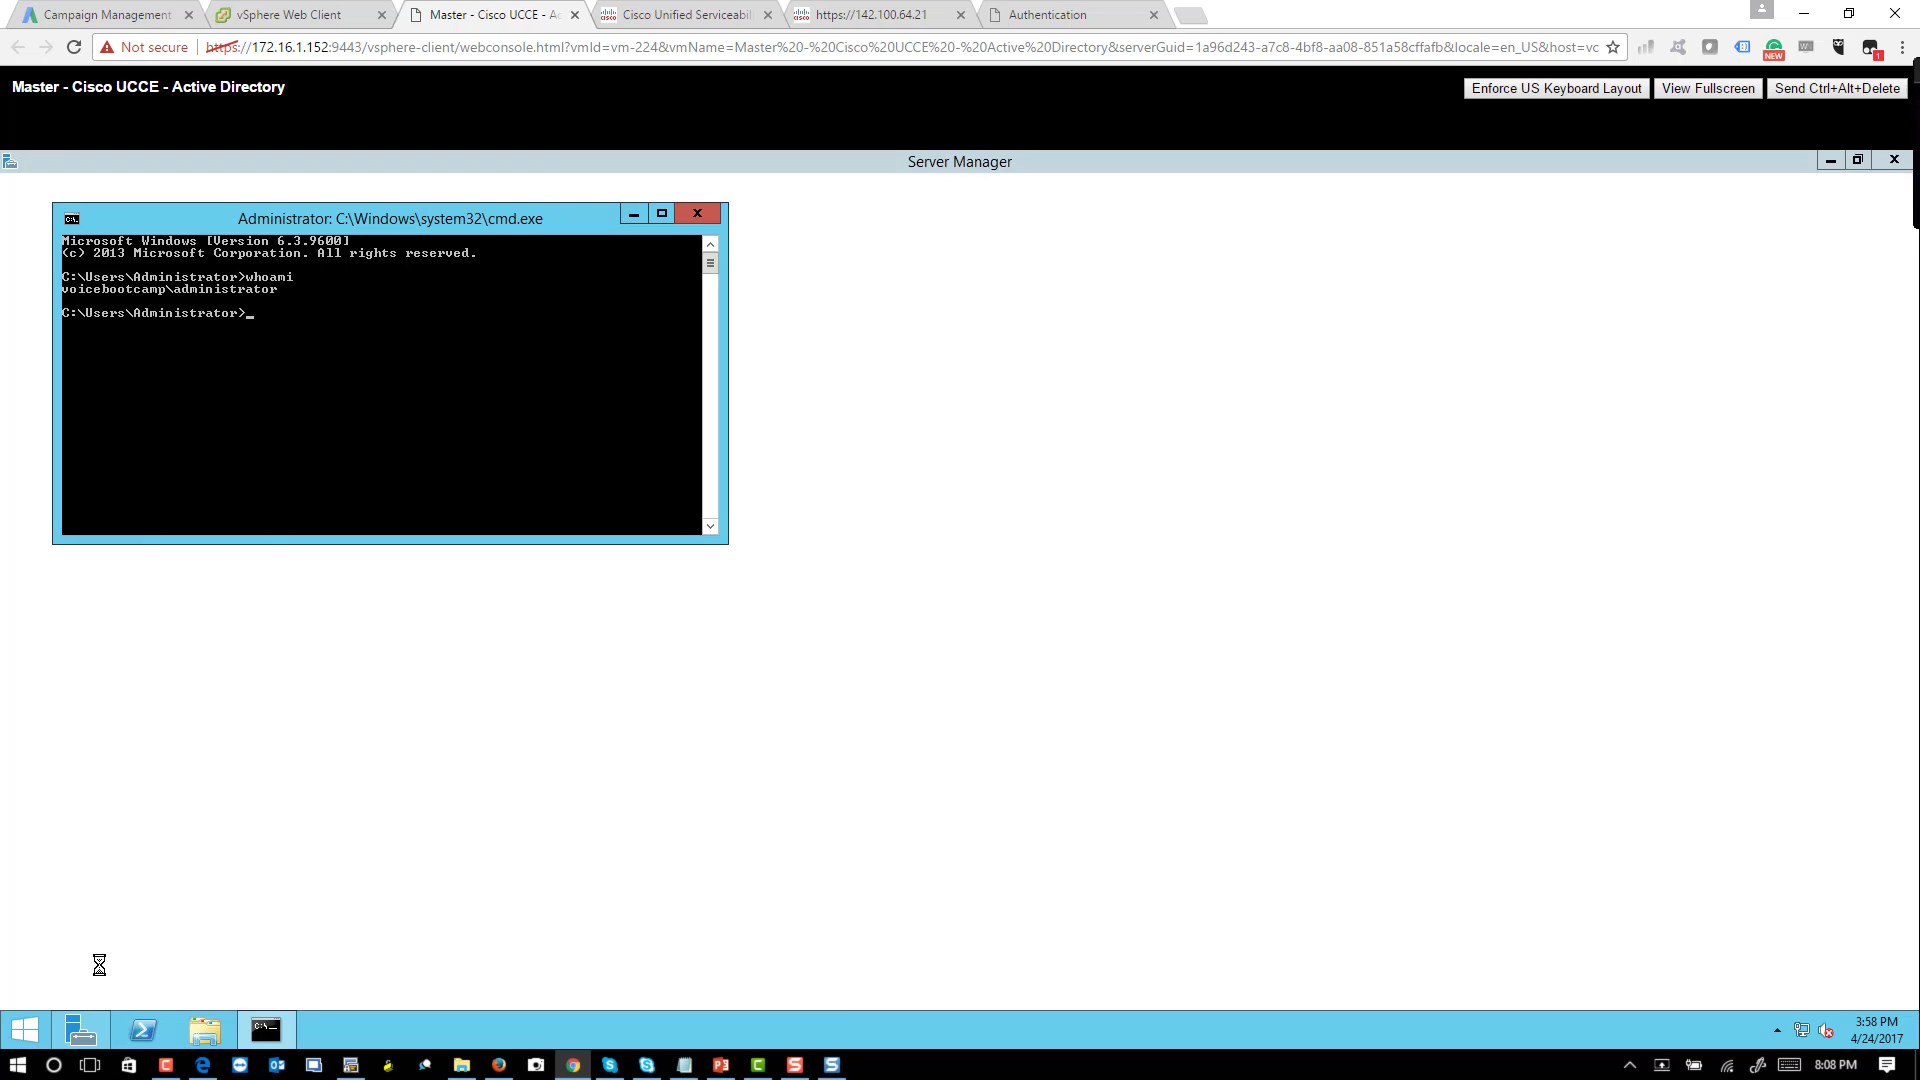 Campaign Management
vSphere Web Client
Master - Cisco UCCE - Ac
Cisco Unified Serviceabil
https://142.100.64.21
Authentication
Not secure
https://172.16.1.152:9443/vsphere-client/webconsole.html?vmId=vm-224&vmName=Master%20-%20Cisco%20UCCE%20-%20Active%20Directory&serverGuid=1a96d243-a7c8-4bf8-aa08-851a58cffafb&locale=en_US&host=vc
NEW
1
Master - Cisco UCCE - Active Directory
Enforce US Keyboard Layout
View Fullscreen
Send Ctrl+Alt+Delete
Server Manager
Administrator: C:\Windows\system32\cmd.exe
Microsoft Windows [Version 6.3.9600]
(c) 2013 Microsoft Corporation. All rights reserved.
C:\Users\Administrator>whoami
voicebootcamp\administrator
C:\Users\Administrator>_
3:58 PM
4/24/2017
8:08 PM